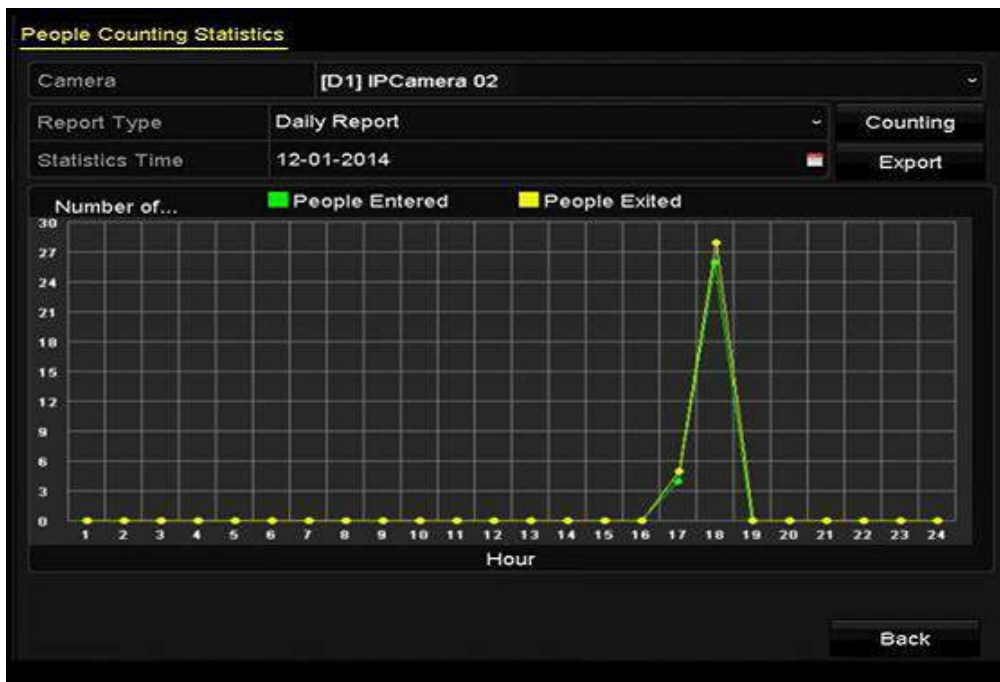 People Counting Statistics
Camera [D1] IPCamera 02
Report Type Daily Report Counting
Statistics Time 12-01-2014 Export
Number of... People Entered People Exited
30
27
24
21
18
15
12
9
6
3
0
1 2 3 4 5 6 7 8 9 10 11 12 13 14 15 16 17 18 19 20 21 22 23 24
Hour
Back